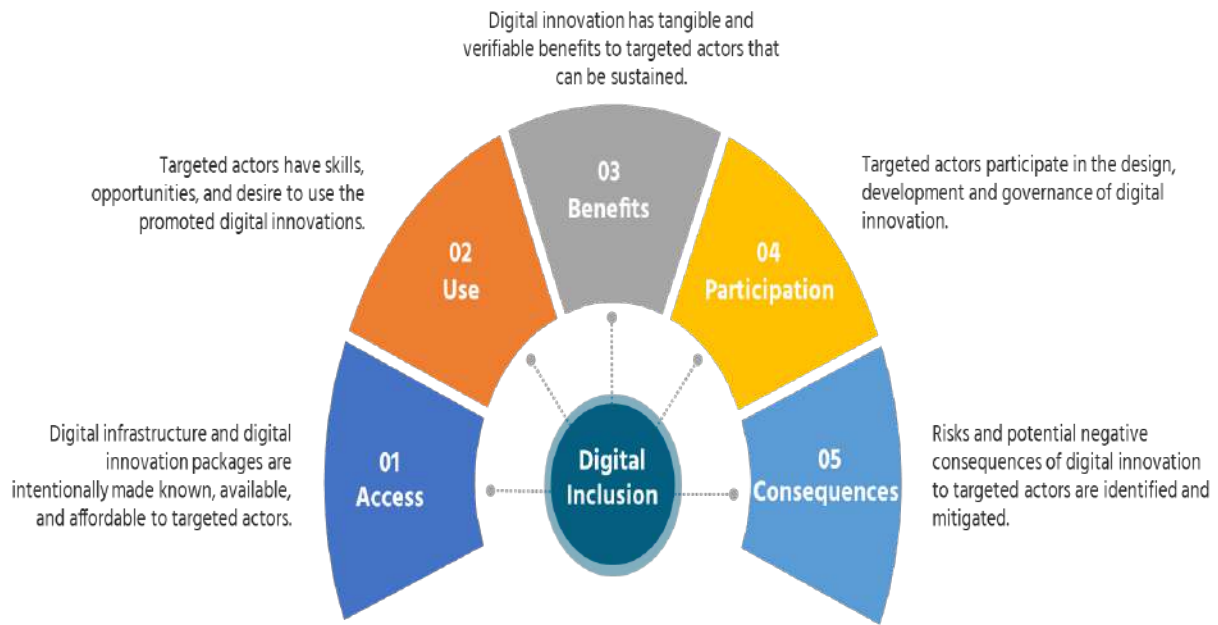 Digital innovation has tangible and
verifiable benefits to targeted actors that
can be sustained.
Targeted actors have skills,
opportunities, and desire to use the
promoted digital innovations.
03
Benefits
Targeted actors participate in the design,
development and governance of digital
innovation.
02
Use
04
Participation
Digital infrastructure and digital
innovation packages are
intentionally made known, available,
and affordable to targeted actors.
01
Access
Digital
Inclusion
05
Consequences
Risks and potential negative
consequences of digital innovation
to targeted actors are identified and
mitigated.